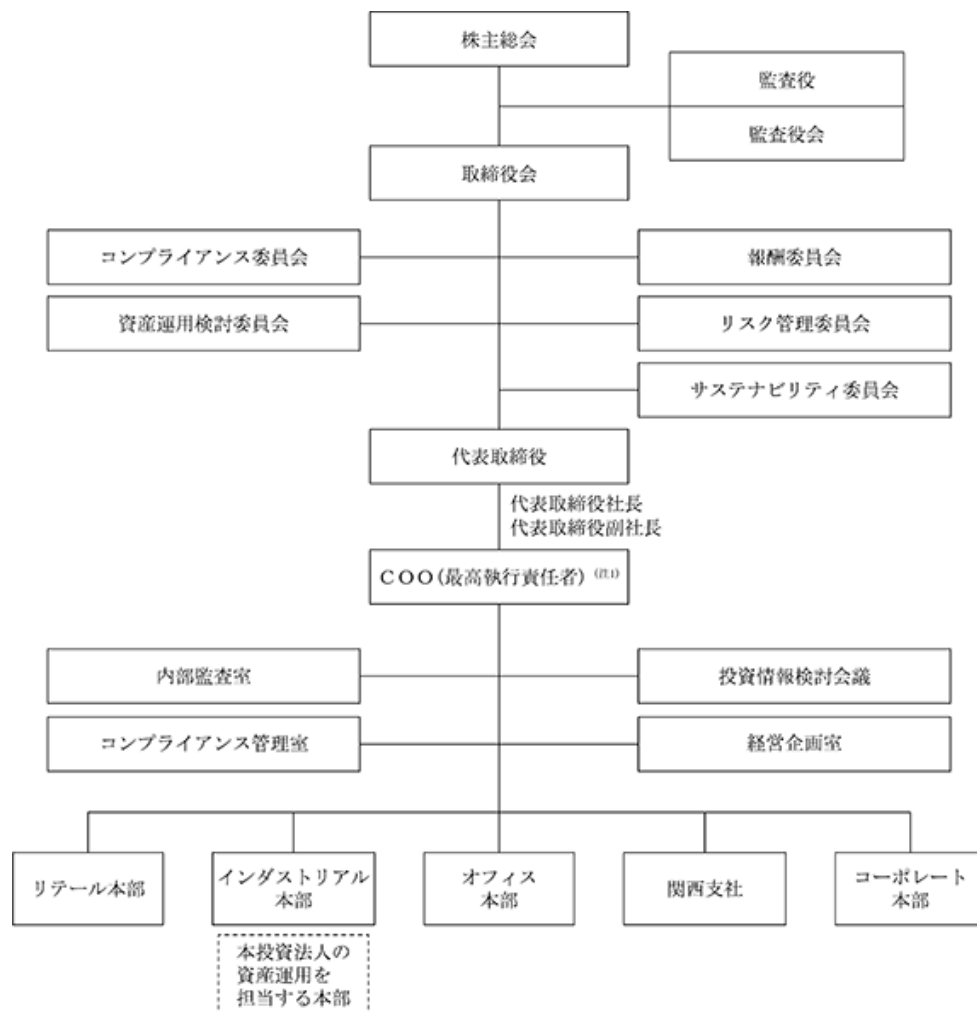 株主総会
監査役
監査役会
取締役会
コンプライアンス委員会
報酬委員会
資産運用検討委員会
リスク管理委員会
サステナビリティ委員会
代表取締役
代表取締役社長
代表取締役副社長
ＣＯＯ(最高執行責任者) (注1)
内部監査室
投資情報検討会議
コンプライアンス管理室
経営企画室
リテール本部
インダストリアル
本部
オフィス
本部
関西支社
コーポレート
本部
本投資法人の
資産運用を
担当する本部